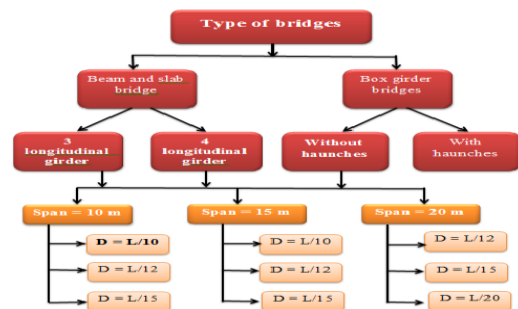 Type of bridges
Beam and slab
bridge
Box girder
bridges
3
longitudinal
girder
4
longitudinal
girder
Without
haunches
With
haunches
Span = 10 m
Span = 15 m
Span = 20 m
D = L/10
D = L/10
D = L/12
D = L/12
D = L/12
D = L/15
D = L/15
D = L/15
D = L/20